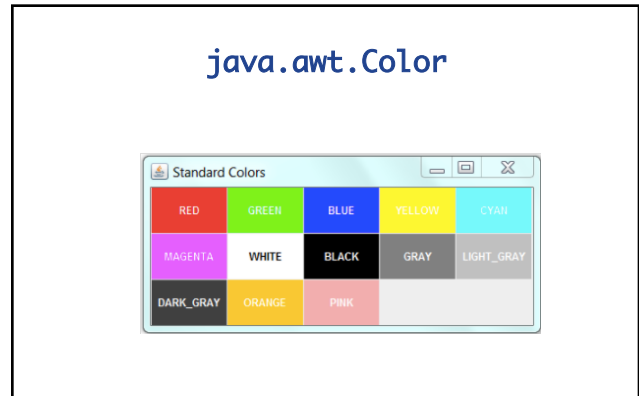 java.awt.Color
Standard Colors
RED GREEN BLUE YELLOW CYAN
MAGENTA WHITE BLACK GRAY LIGHT_GRAY
DARK_GRAY ORANGE PINK